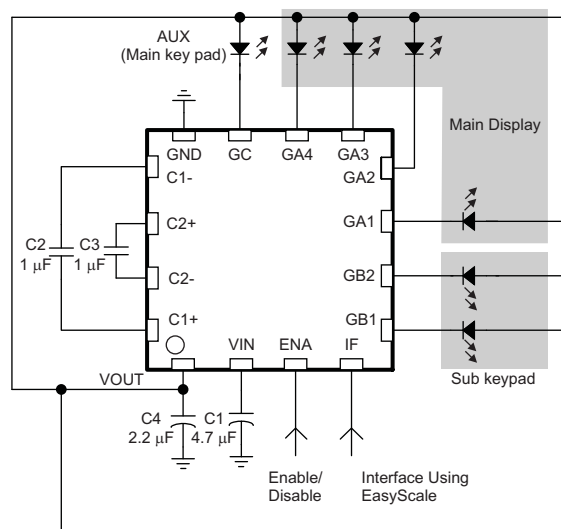 AUX
(Main key pad)
Main Display
GND
GC
GA4
GA3
C1-
GA2
C2+
GA1
C2
1 μF
C3
1 μF
C2-
GB2
C1+
GB1
VIN
ENA
IF
VOUT
Sub keypad
C4
2.2 μF
C1
4.7 μF
Enable/
Disable
Interface Using
EasyScale